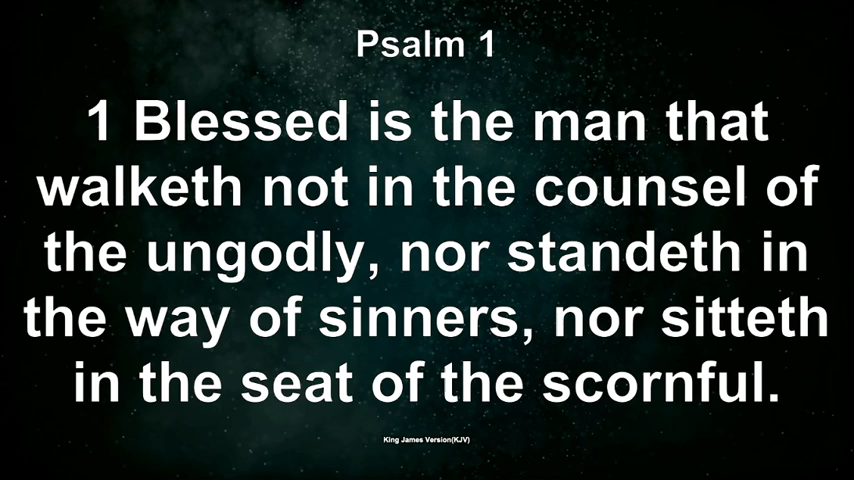 Psalm 1
1 Blessed is the man that
walketh not in the counsel of
the ungodly, nor standeth in
the way of sinners, nor sitteth
in the seat of the scornful.
King James Version(KJV)